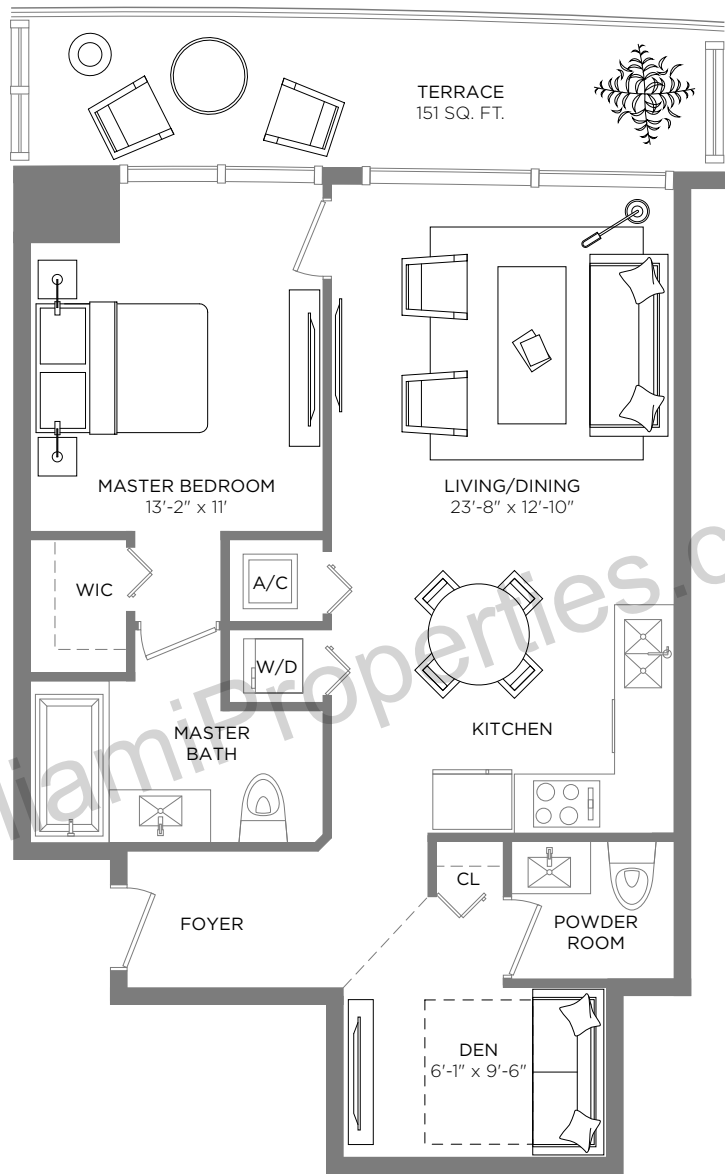 TERRACE
151 SQ. FT.
MASTER BEDROOM
13'-2" x 11'
LIVING/DINING
23'-8" x 12'-10"
WIC
A/C
W/D
MASTER
BATH
KITCHEN
CL
FOYER
POWDER
ROOM
DEN
6'-1" x 9'-6"
iamiProperties.c